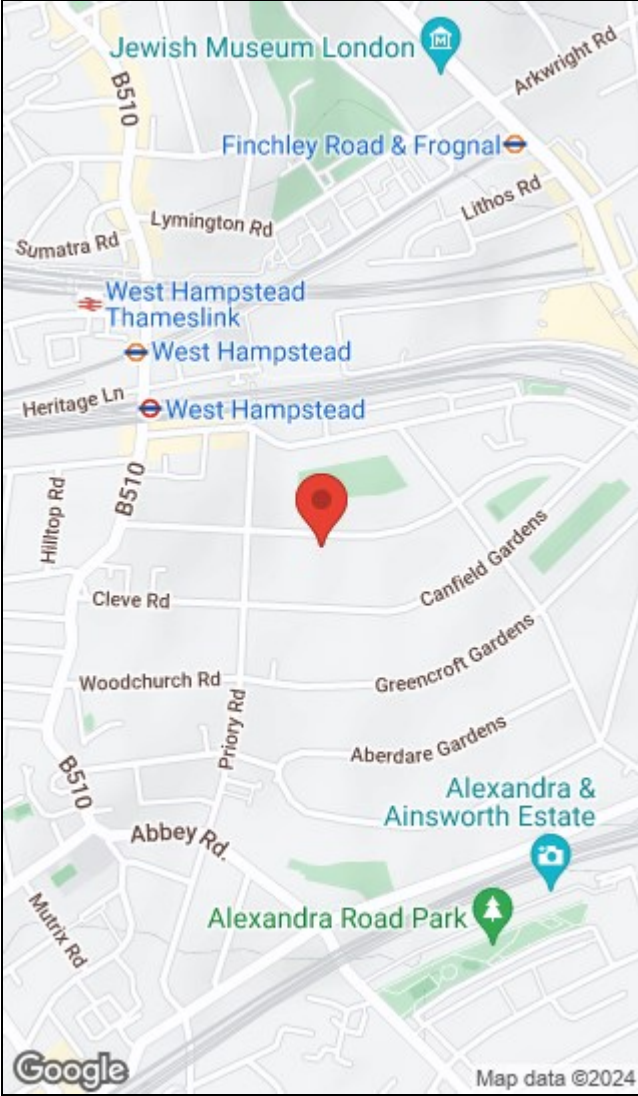 Jewish Museum London
Arkwright Rd
B510
Finchley Road & Frognal
Lithos Rd
Lymington Rd
Sumatra Rd
West Hampstead
Thameslink
West Hampstead
Heritage Ln
West Hampstead
B510
Hilltop Rd
Canfield Gardens
Cleve Rd
Greencroft Gardens
Woodchurch Rd
Priory Rd
Aberdare Gardens
B510
Alexandra &
Ainsworth Estate
Abbey Rd.
Mutrix Rd
Alexandra Road Park
Google
Map data ©2024